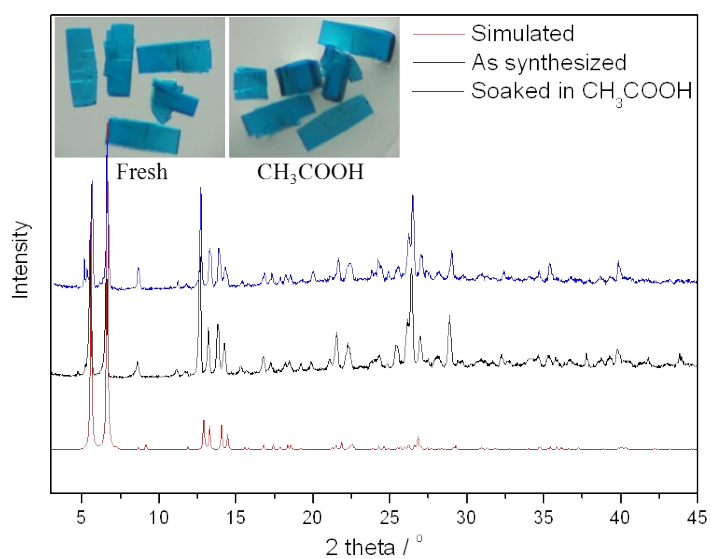 Simulated
As synthesized
Soaked in CH₃COOH
Fresh
CH₃COOH
Intensity
5 10 15 20 25 30 35 40 45
2 theta / °